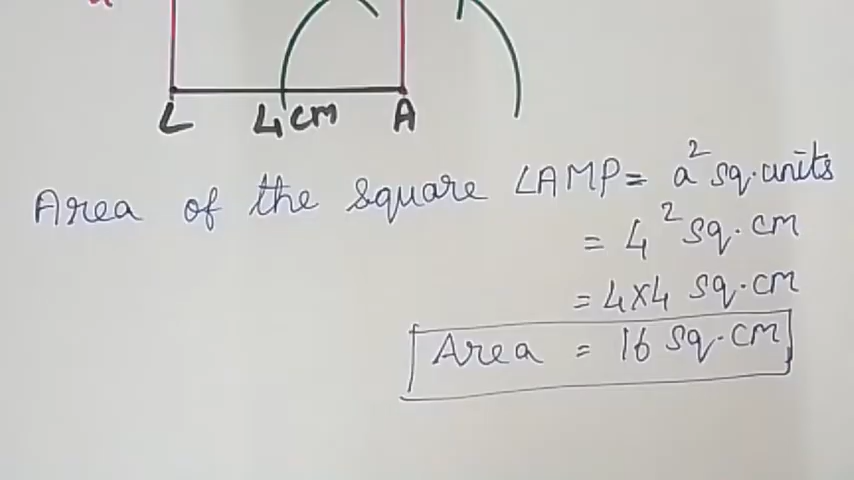 L 4cm A
Area of the square LAMP = a² sq.units
= 4² sq.cm
= 4x4 sq.cm
Area = 16 sq.cm